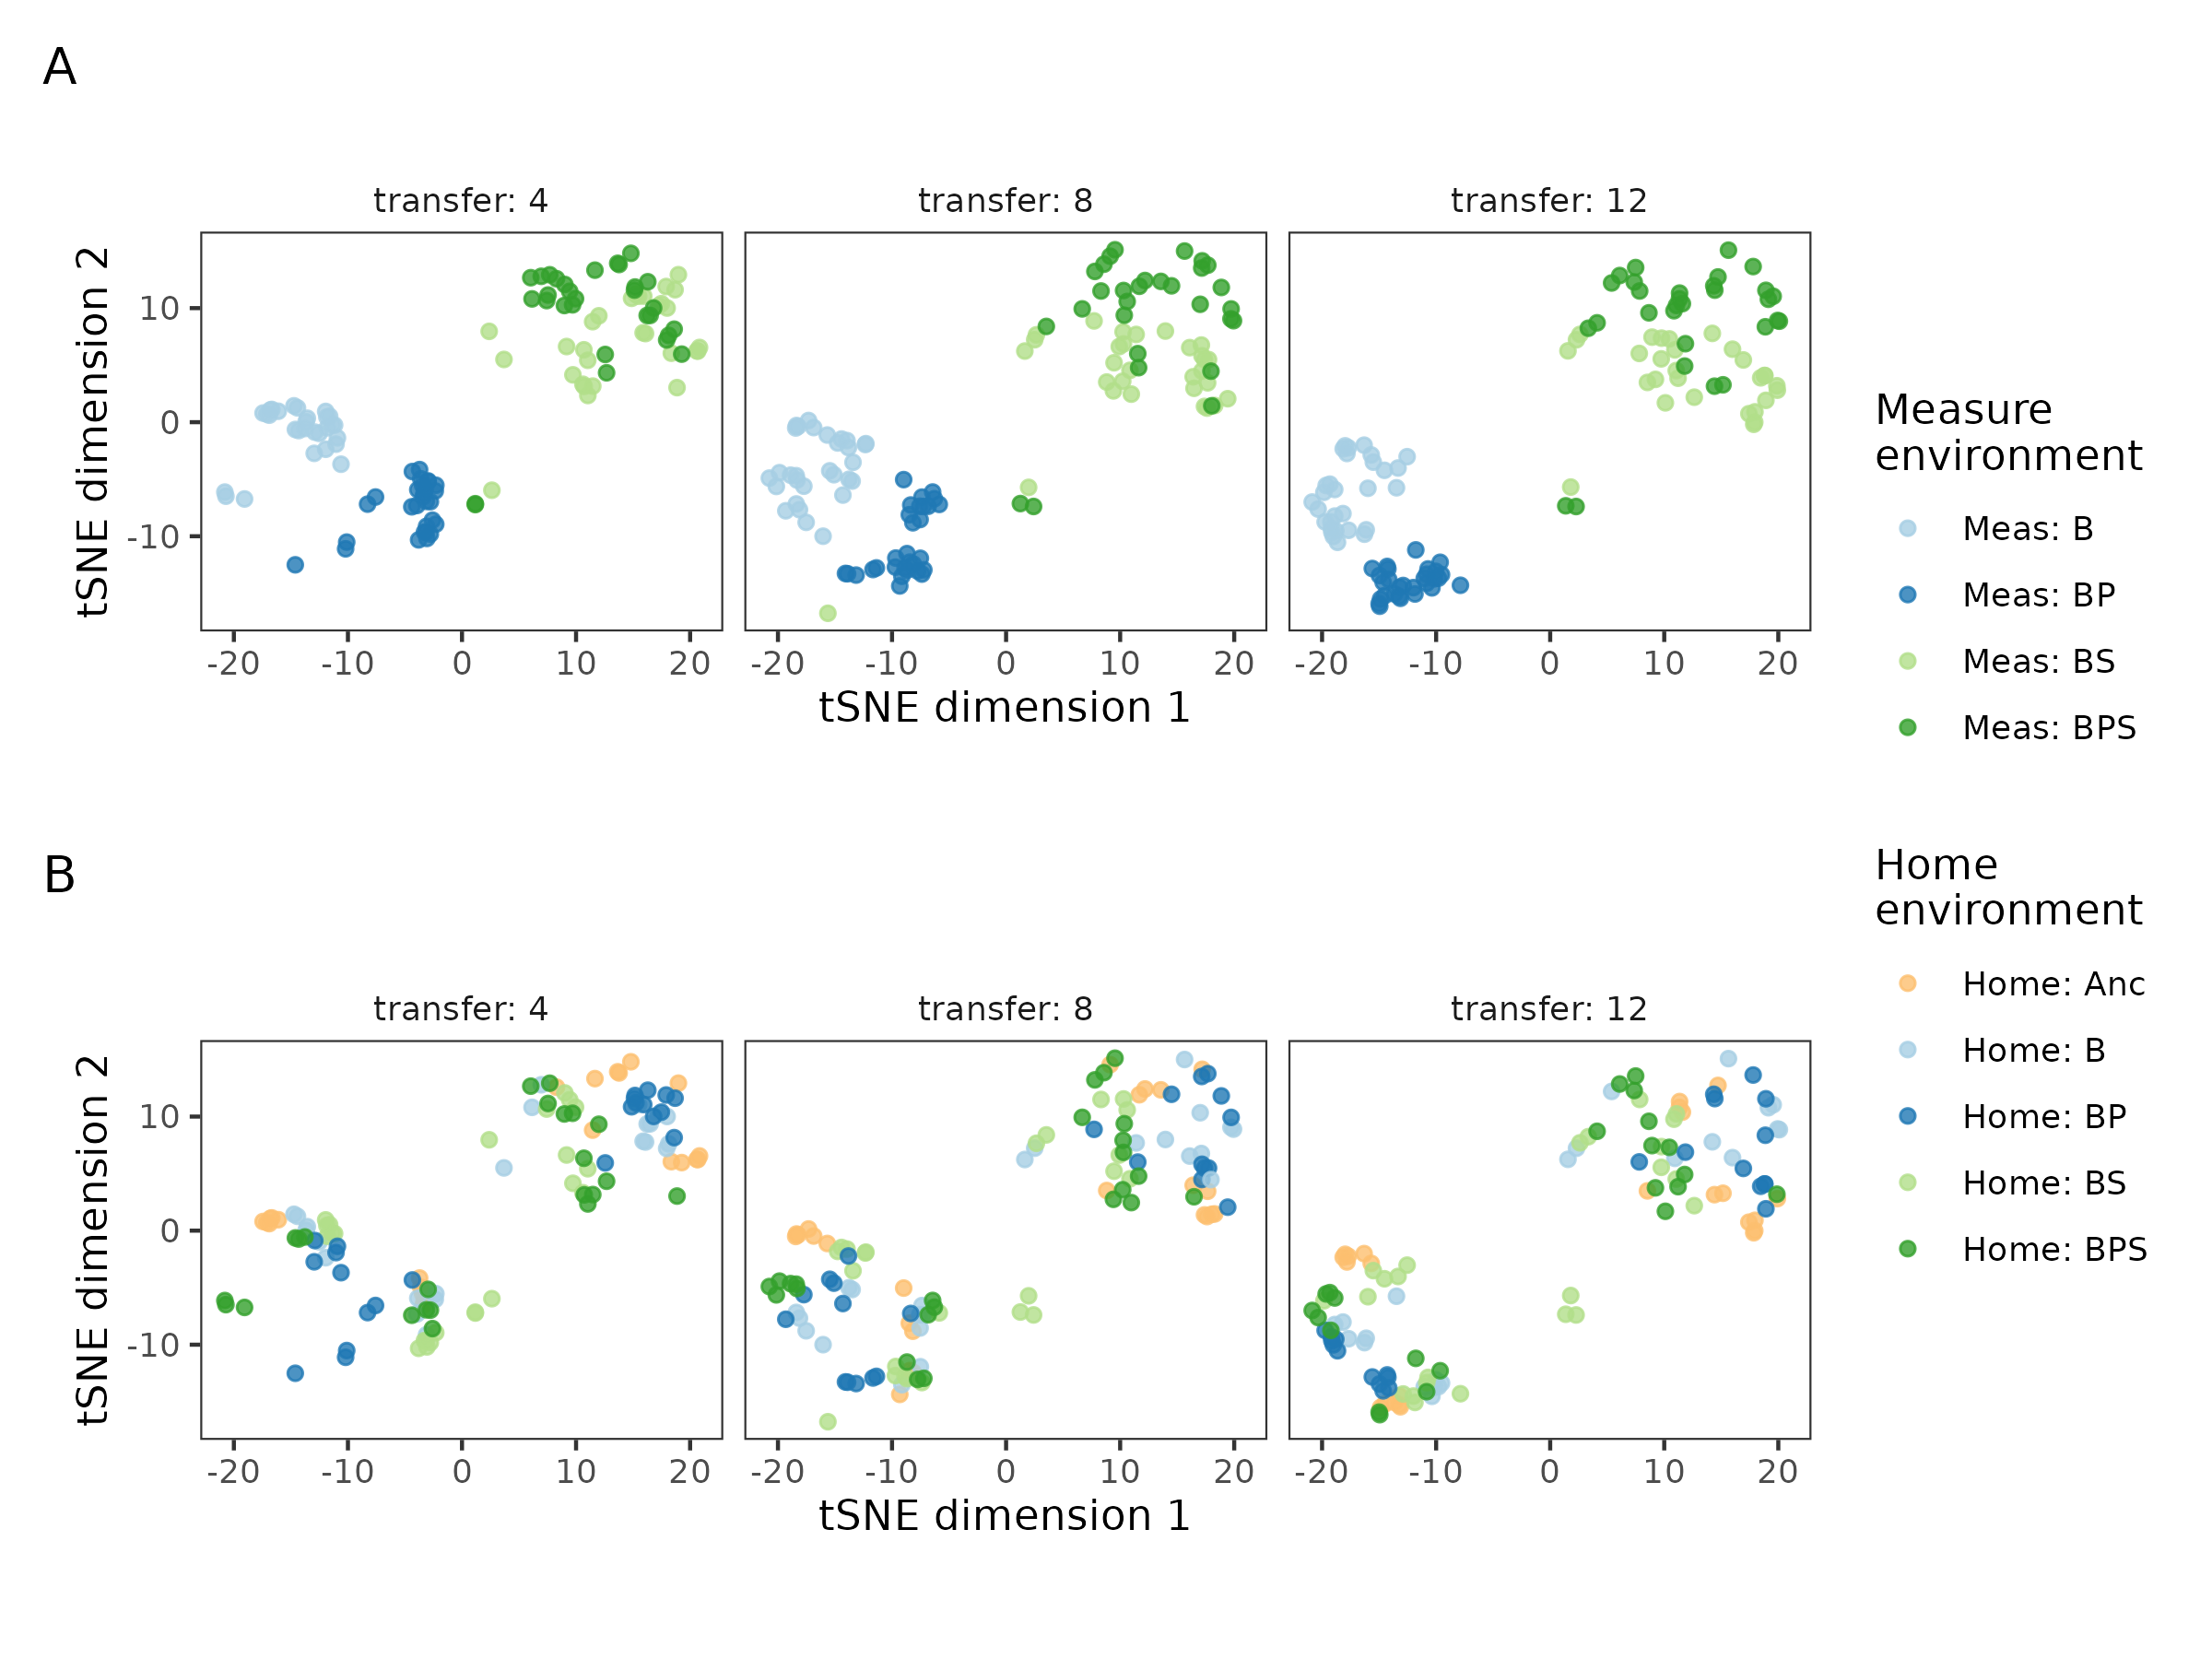 A
transfer: 4
transfer: 8
transfer: 12
tSNE dimension 2
10
0
-10
-20 -10 0 10 20
-20 -10 0 10 20
-20 -10 0 10 20
tSNE dimension 1
Measure
environment
Meas: B
Meas: BP
Meas: BS
Meas: BPS
B
transfer: 4
transfer: 8
transfer: 12
tSNE dimension 2
10
0
-10
-20 -10 0 10 20
-20 -10 0 10 20
-20 -10 0 10 20
tSNE dimension 1
Home
environment
Home: Anc
Home: B
Home: BP
Home: BS
Home: BPS